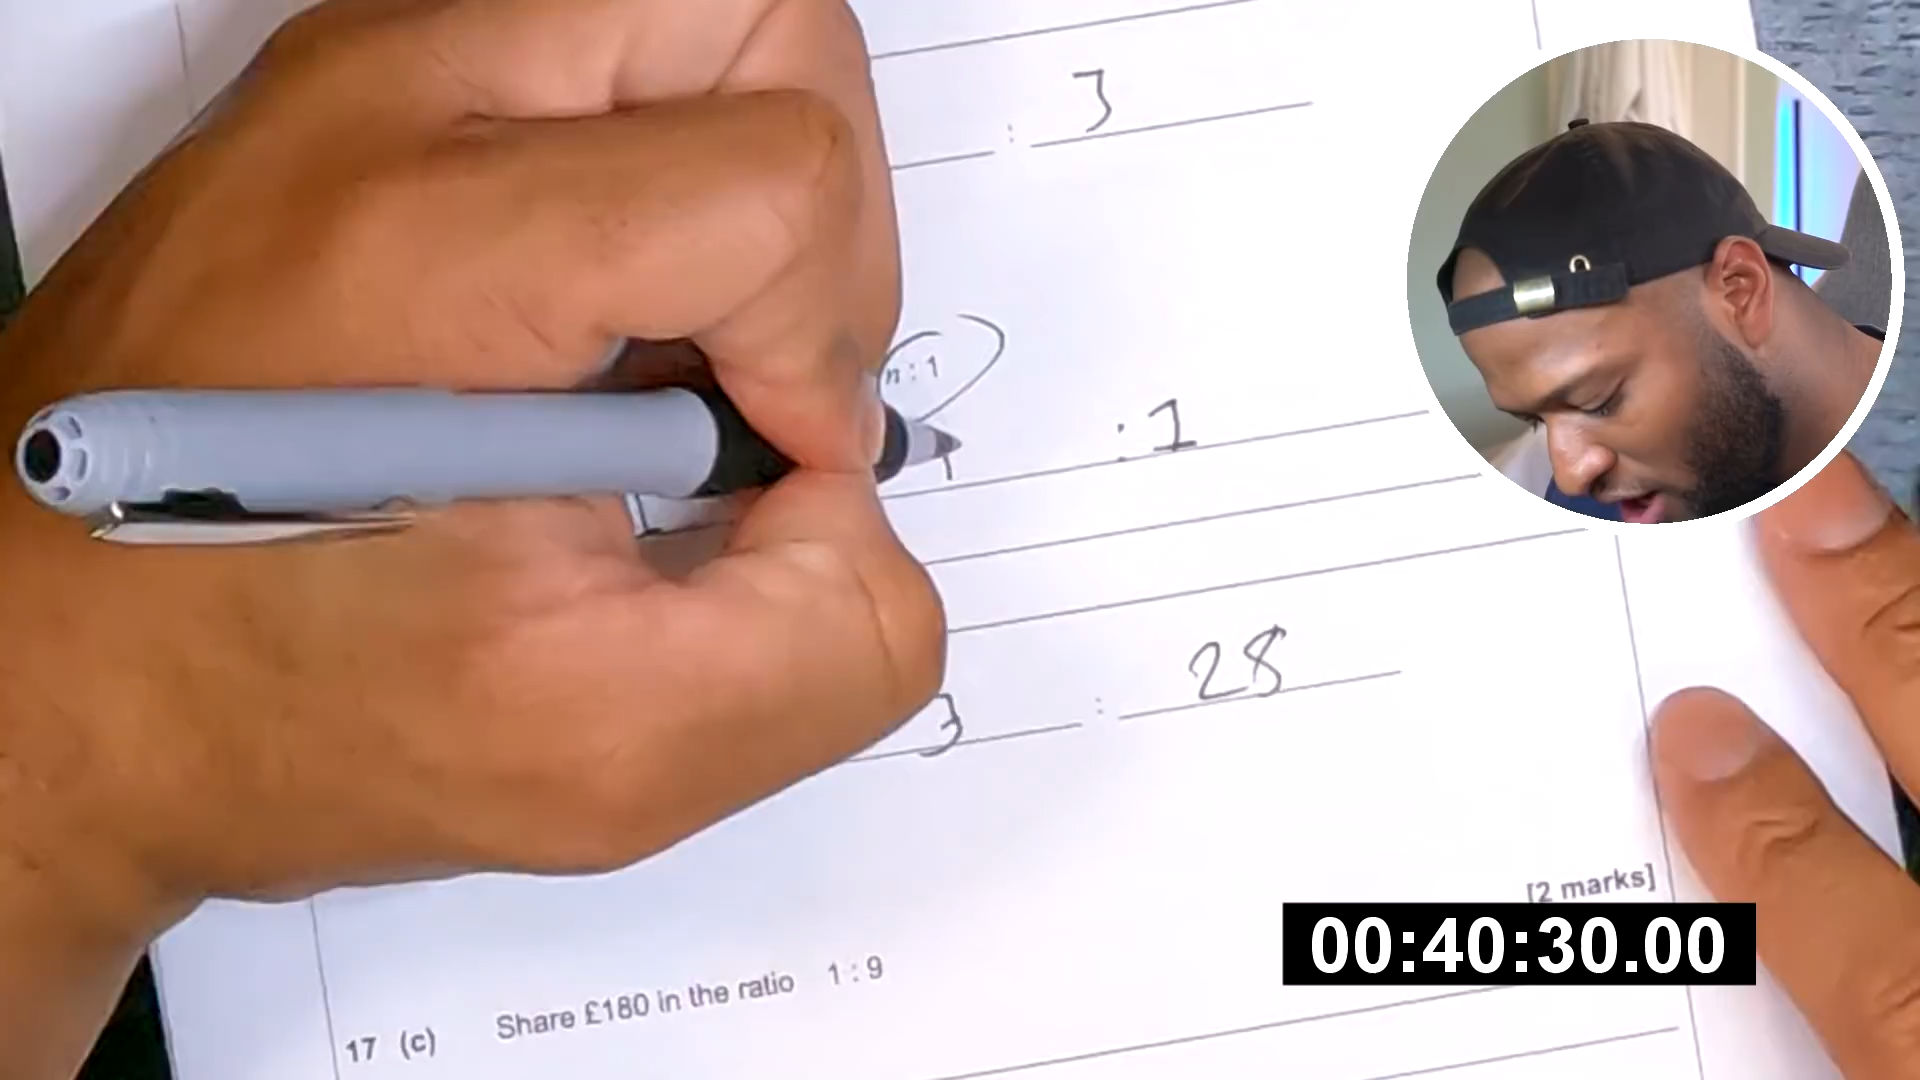 : 3
n : 1
: 1
3 : 28
[2 marks]
00:40:30.00
17 (c) Share £180 in the ratio 1 : 9